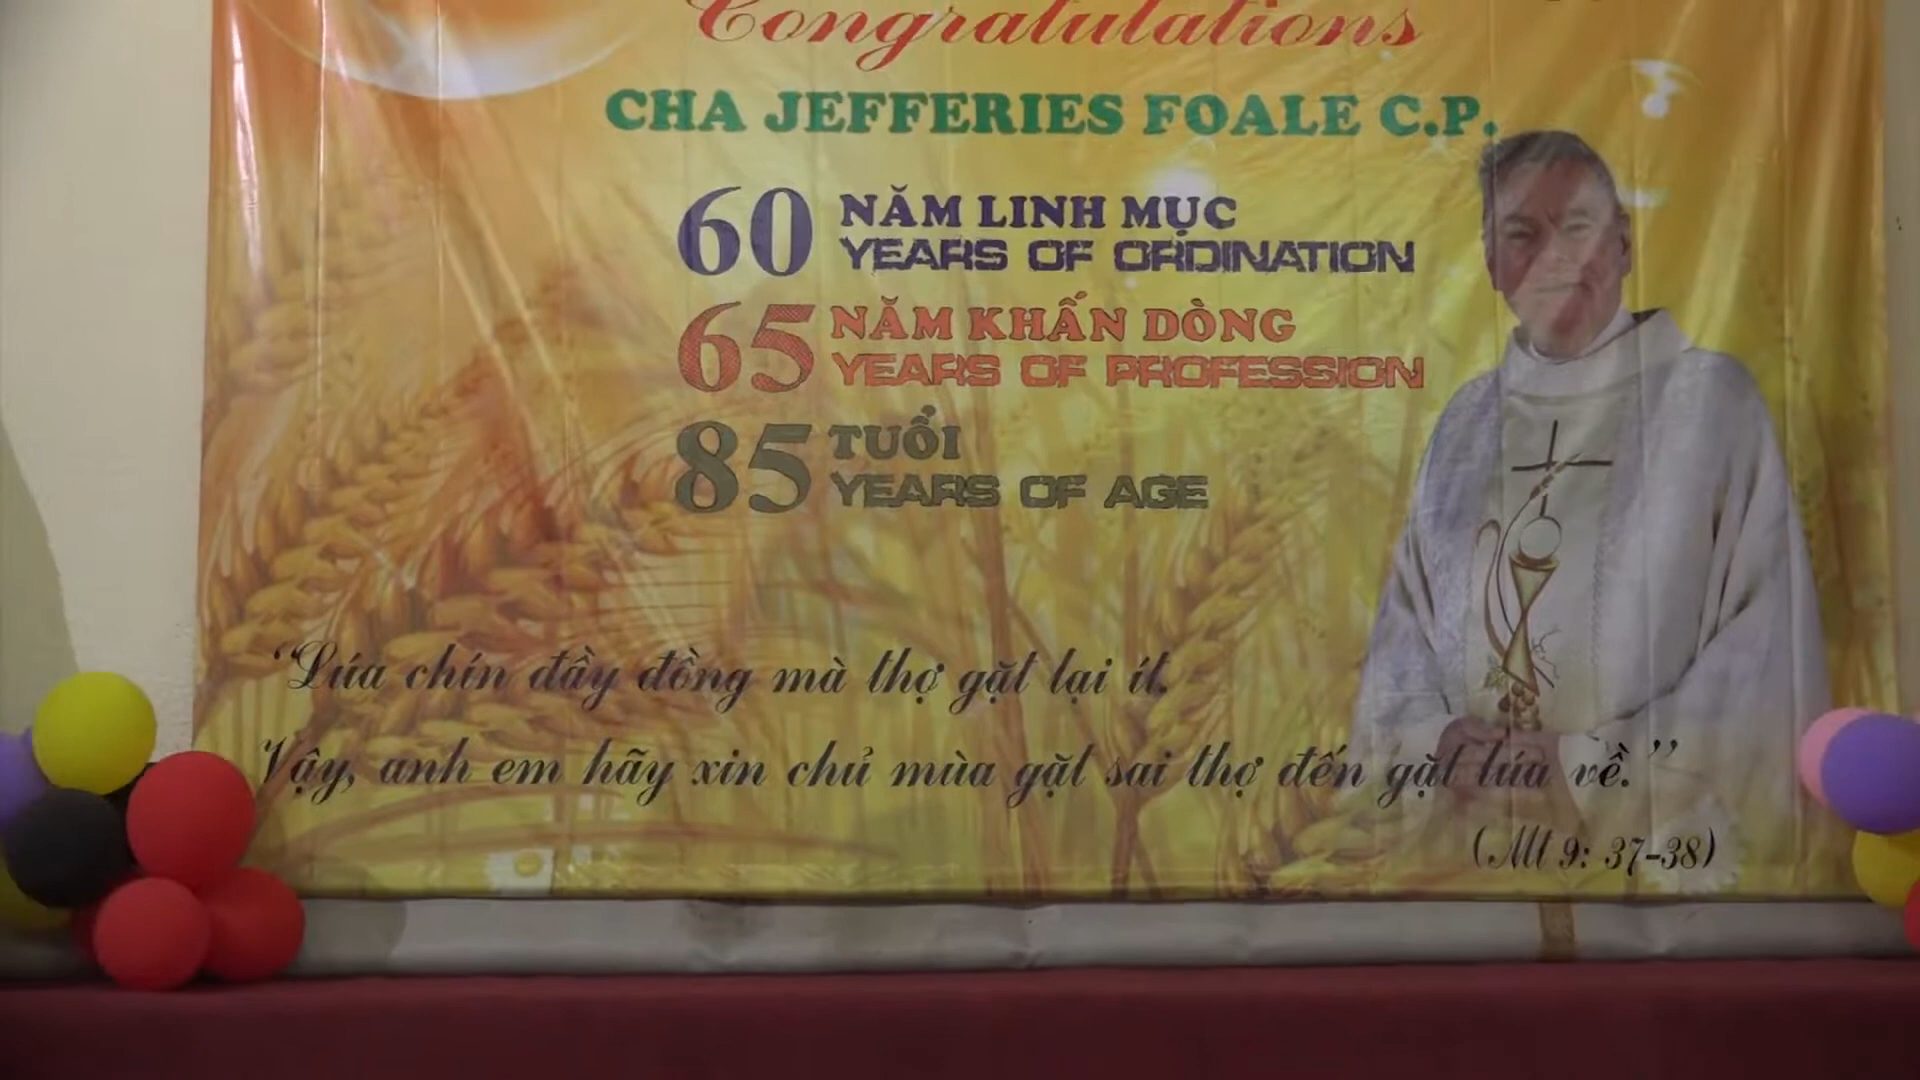 Congratulations
CHA JEFFERIES FOALE C.P.
60 NĂM LINH MỤC
YEARS OF ORDINATION
65 NĂM KHẤN DÒNG
YEARS OF PROFESSION
85 TUỔI
YEARS OF AGE
“Lúa chín đầy đồng mà thợ gặt lại ít.
Vậy, anh em hãy xin chủ mùa gặt sai thợ đến gặt lúa về.”
(Mt 9: 37-38)